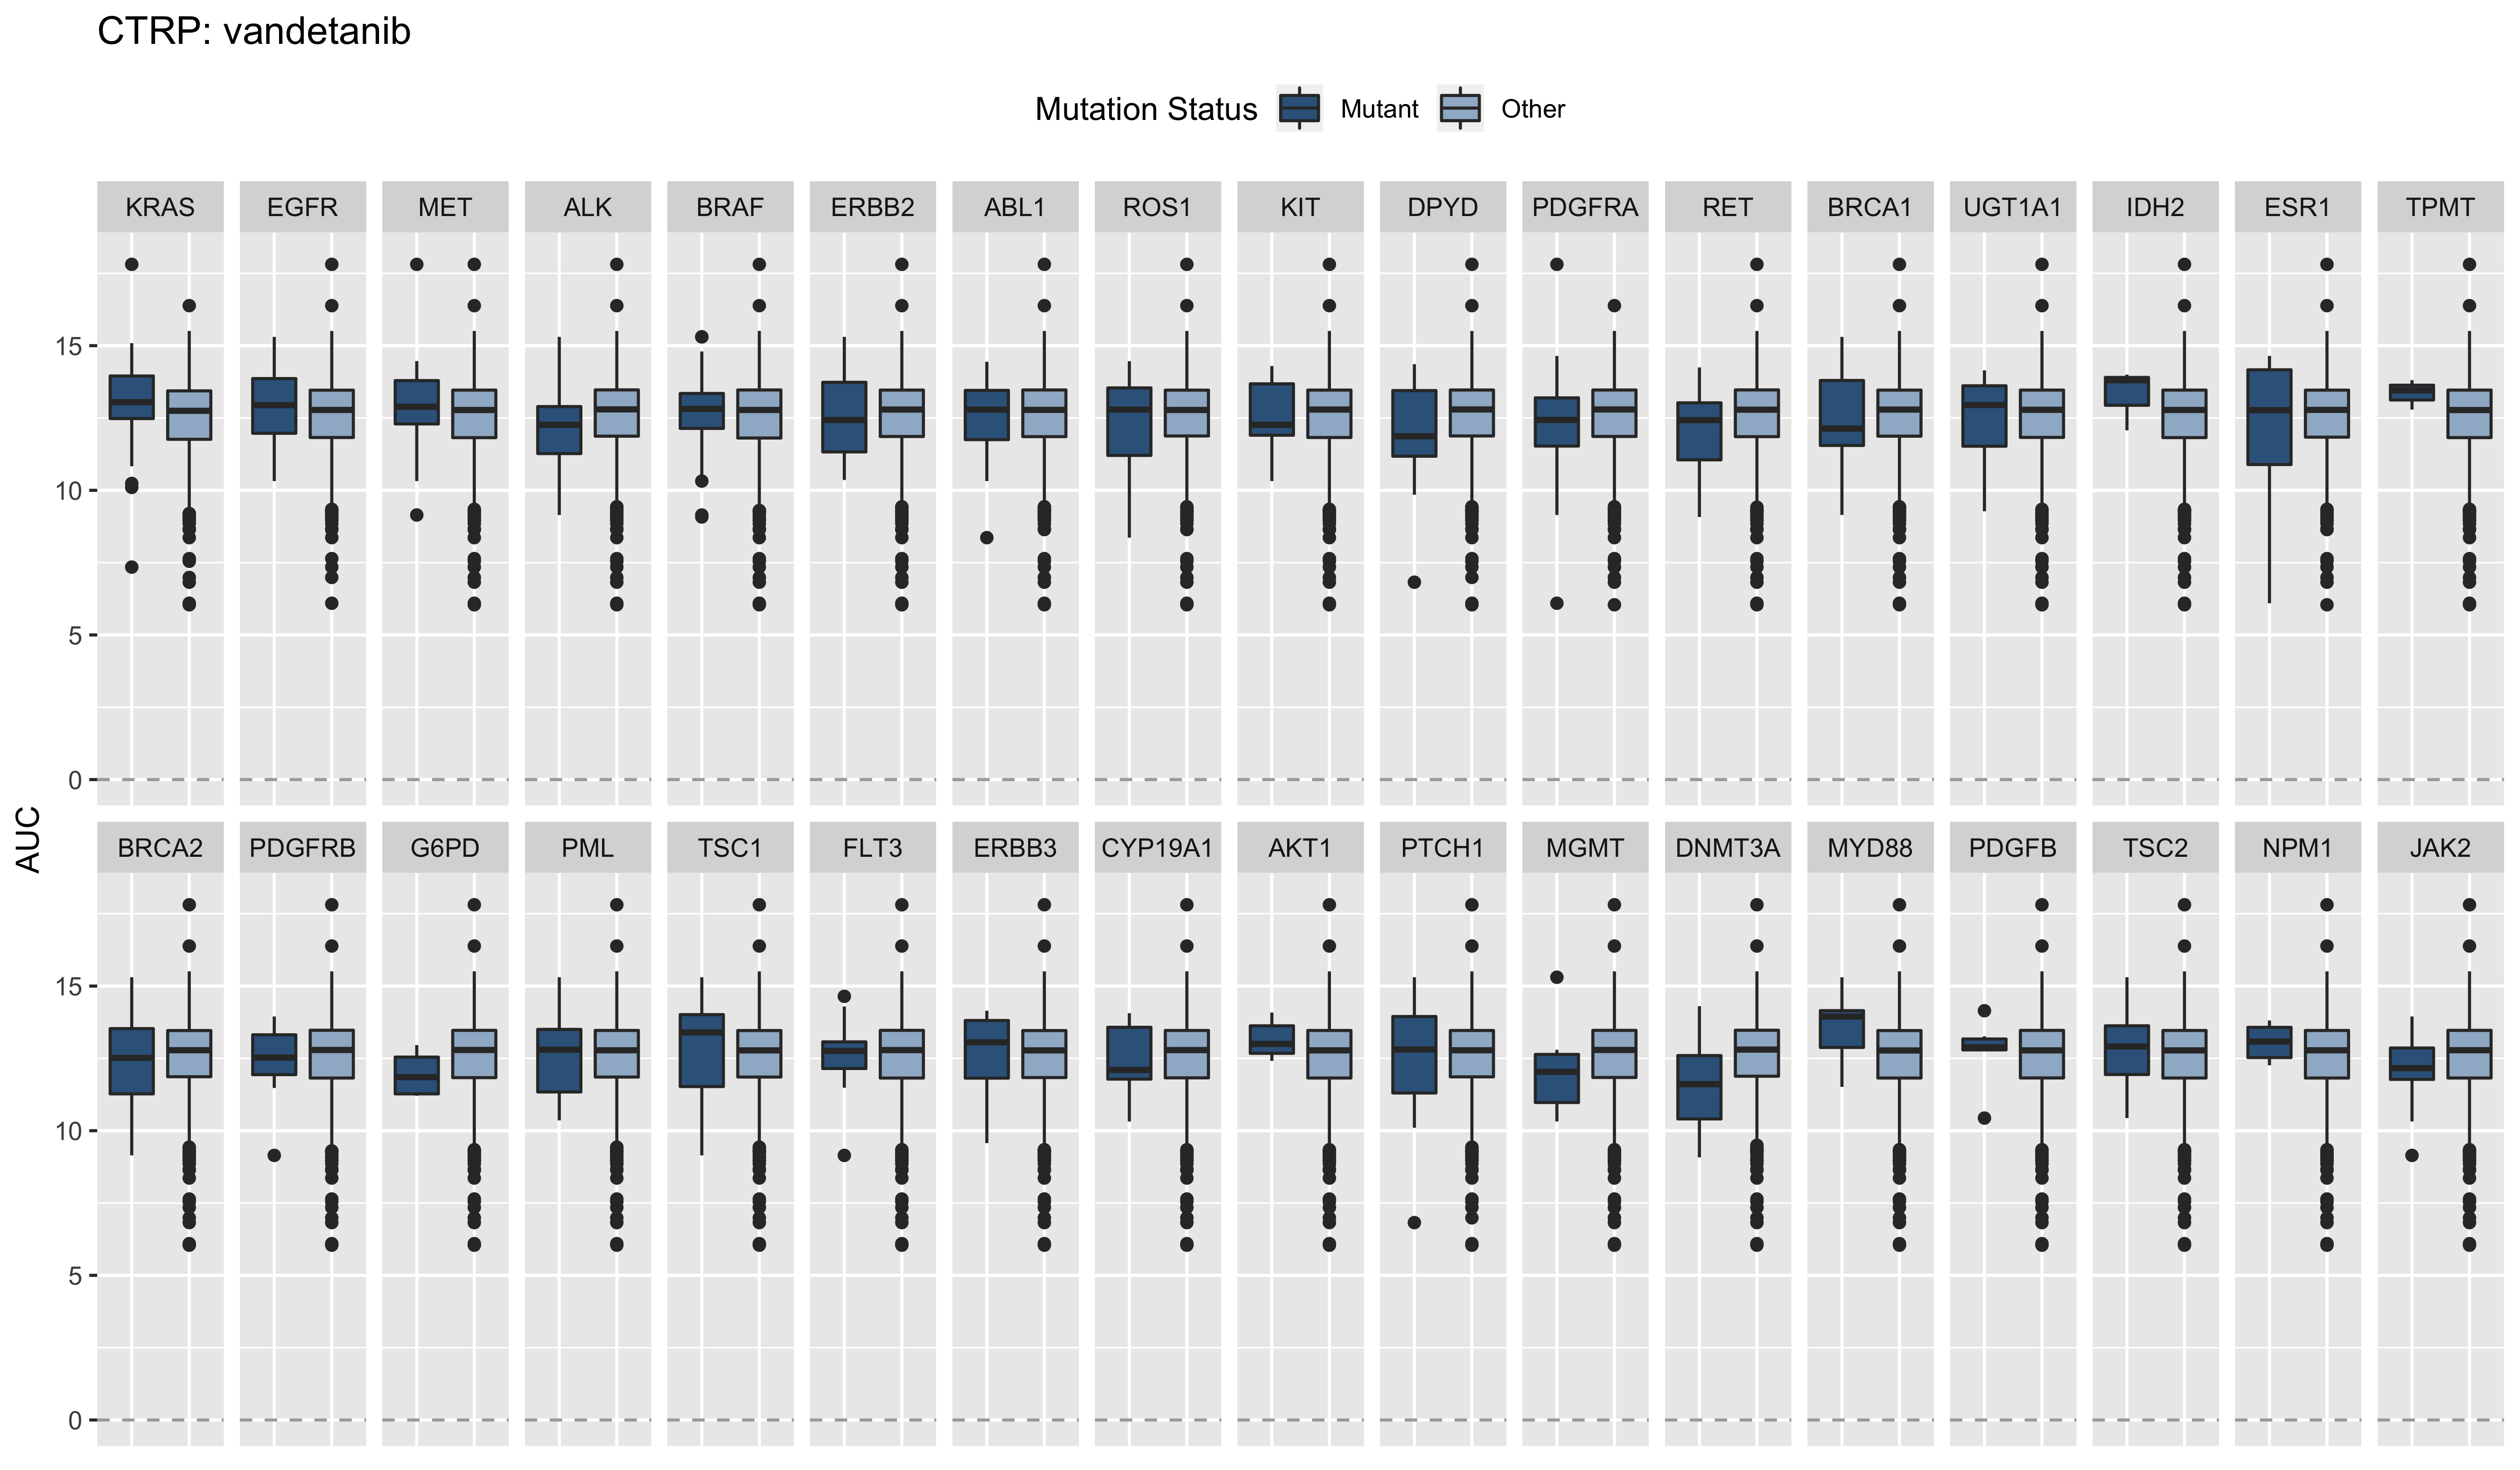 CTRP: vandetanib
Mutation Status Mutant Other
KRAS EGFR MET ALK BRAF ERBB2 ABL1 ROS1 KIT DPYD PDGFRA RET BRCA1 UGT1A1 IDH2 ESR1 TPMT
15
10
5
0
AUC
BRCA2 PDGFRB G6PD PML TSC1 FLT3 ERBB3 CYP19A1 AKT1 PTCH1 MGMT DNMT3A MYD88 PDGFB TSC2 NPM1 JAK2
15
10
5
0